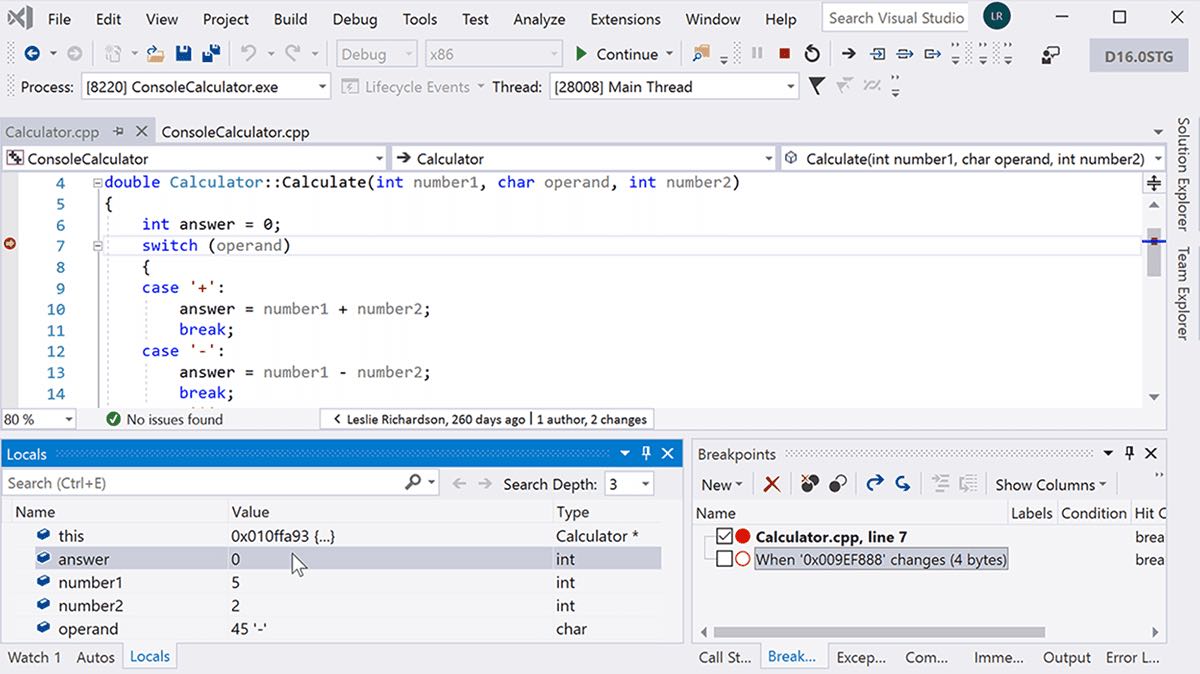 File Edit View Project Build Debug Tools Test Analyze Extensions Window Help Search Visual Studio LR
Debug x86 Continue D16.0STG
Process: [8220] ConsoleCalculator.exe Lifecycle Events Thread: [28008] Main Thread
Calculator.cpp ConsoleCalculator.cpp
ConsoleCalculator Calculator Calculate(int number1, char operand, int number2)
4 double Calculator::Calculate(int number1, char operand, int number2)
5 {
6 int answer = 0;
7 switch (operand)
8 {
9 case '+':
10 answer = number1 + number2;
11 break;
12 case '-':
13 answer = number1 - number2;
14 break;
80 % No issues found < Leslie Richardson, 260 days ago | 1 author, 2 changes
Solution Explorer
Team Explorer
Locals
Search (Ctrl+E) Search Depth: 3
Name Value Type
this 0x010ffa93 {...} Calculator *
answer 0 int
number1 5 int
number2 2 int
operand 45 '-' char
Watch 1 Autos Locals
Breakpoints
New Show Columns
Name Labels Condition Hit C
Calculator.cpp, line 7 brea
When '0x009EF888' changes (4 bytes) brea
Call St... Break... Excep... Com... Imme... Output Error L...